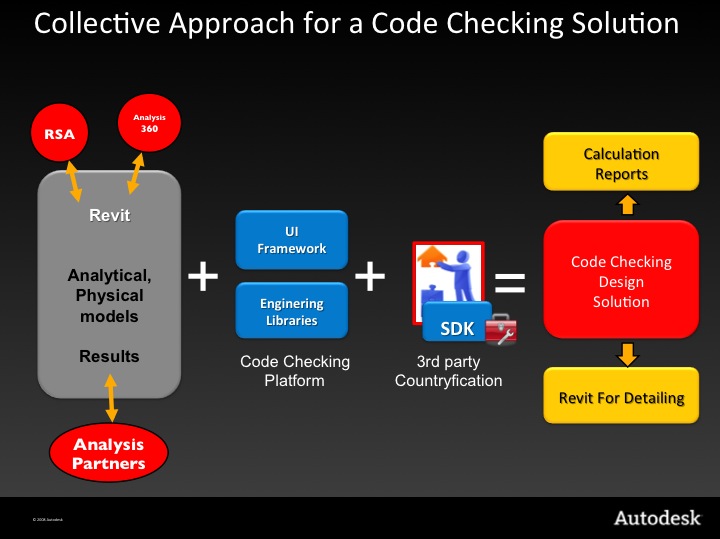 Collective Approach for a Code Checking Solution
RSA
Analysis
360
Revit
Analytical,
Physical
models
Results
Analysis
Partners
+
UI
Framework
Enginering
Libraries
Code Checking
Platform
+
SDK
3rd party
Countryfication
=
Calculation
Reports
Code Checking
Design
Solution
Revit For Detailing
© 2008 Autodesk
Autodesk